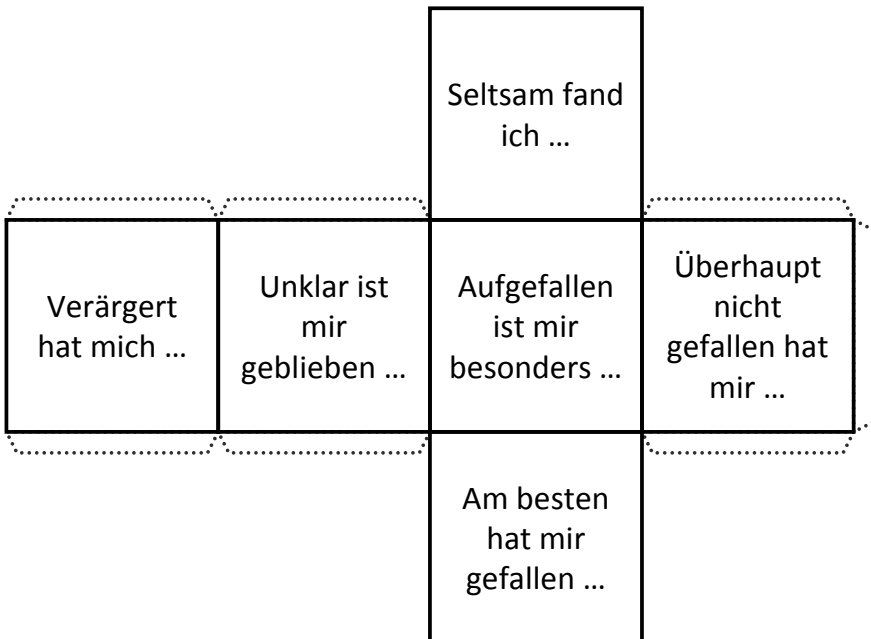 Seltsam fand
ich ...
Verärgert
hat mich ...
Unklar ist
mir
geblieben ...
Aufgefallen
ist mir
besonders ...
Überhaupt
nicht
gefallen hat
mir ...
Am besten
hat mir
gefallen ...